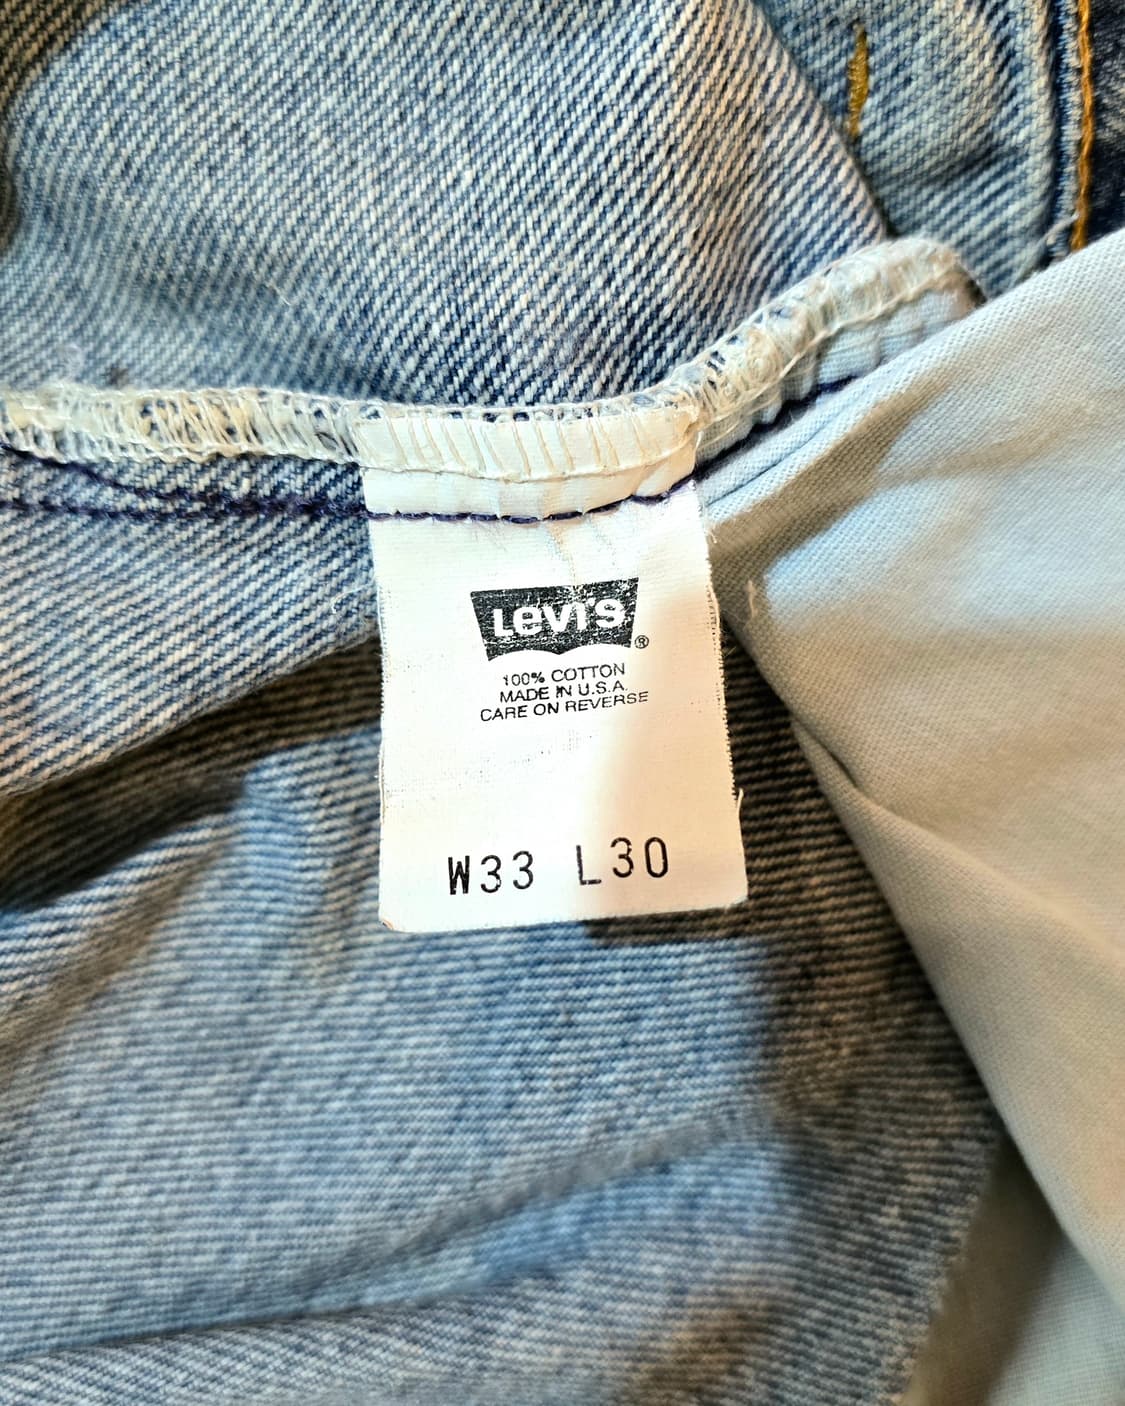 Levi's ®
100% COTTON
MADE IN U.S.A.
CARE ON REVERSE
W33 L30